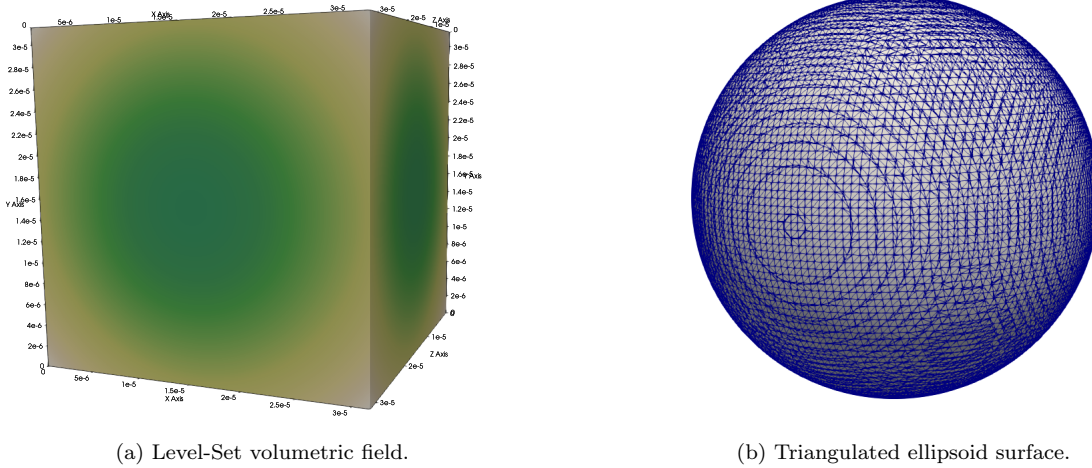 0 5e-6 1e-5 1.5e-5 2e-5 2.5e-5 3e-5
X Axis
3e-5 2e-5 1e-5 0
Z Axis
3e-5 3e-5
2.8e-5 2.8e-5
2.6e-5 2.6e-5
2.4e-5 2.4e-5
2.2e-5 2.2e-5
2e-5 2e-5
1.8e-5 1.8e-5
Y Axis 1.6e-5 1.6e-5 Y Axis
1.4e-5 1.4e-5
1.2e-5 1.2e-5
1e-5 1e-5
8e-6 8e-6
6e-6 6e-6
4e-6 4e-6
2e-6 2e-6
0 0
0 5e-6 1e-5 1.5e-5 2e-5 2.5e-5 3e-5
X Axis
1e-5
Z Axis
2e-5
3e-5
(a) Level-Set volumetric field.
(b) Triangulated ellipsoid surface.